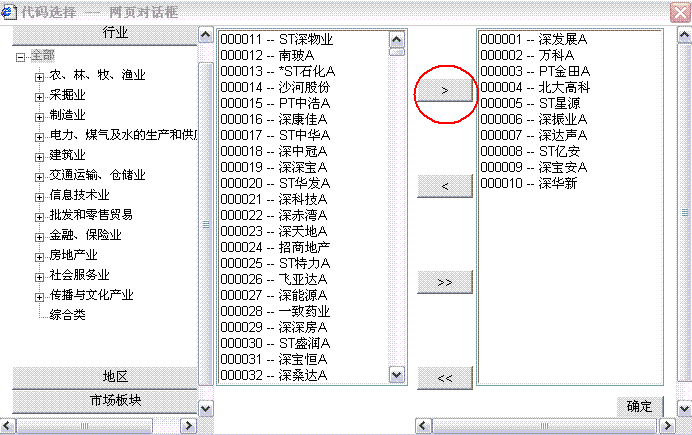 代码选择 -- 网页对话框
行业
全部
农、林、牧、渔业
采掘业
制造业
电力、煤气及水的生产和供应
建筑业
交通运输、仓储业
信息技术业
批发和零售贸易
金融、保险业
房地产业
社会服务业
传播与文化产业
综合类
地区
市场板块
000011 -- ST深物业
000012 -- 南玻A
000013 -- *ST石化A
000014 -- 沙河股份
000015 -- PT中浩A
000016 -- 深康佳A
000017 -- ST中华A
000018 -- 深中冠A
000019 -- 深深宝A
000020 -- ST华发A
000021 -- 深科技A
000022 -- 深赤湾A
000023 -- 深天地A
000024 -- 招商地产
000025 -- ST特力A
000026 -- 飞亚达A
000027 -- 深能源A
000028 -- 一致药业
000029 -- 深深房A
000030 -- ST盛润A
000031 -- 深宝恒A
000032 -- 深桑达A
>
<
>>
<<
000001 -- 深发展A
000002 -- 万科A
000003 -- PT金田A
000004 -- 北大高科
000005 -- ST星源
000006 -- 深振业A
000007 -- 深达声A
000008 -- ST亿安
000009 -- 深宝安A
000010 -- 深华新
确定